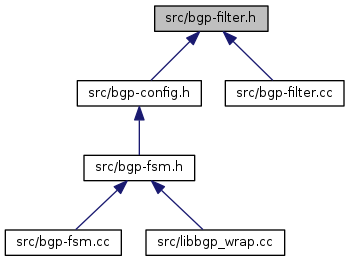 src/bgp-filter.h
src/bgp-config.h
src/bgp-filter.cc
src/bgp-fsm.h
src/bgp-fsm.cc
src/libbgp_wrap.cc